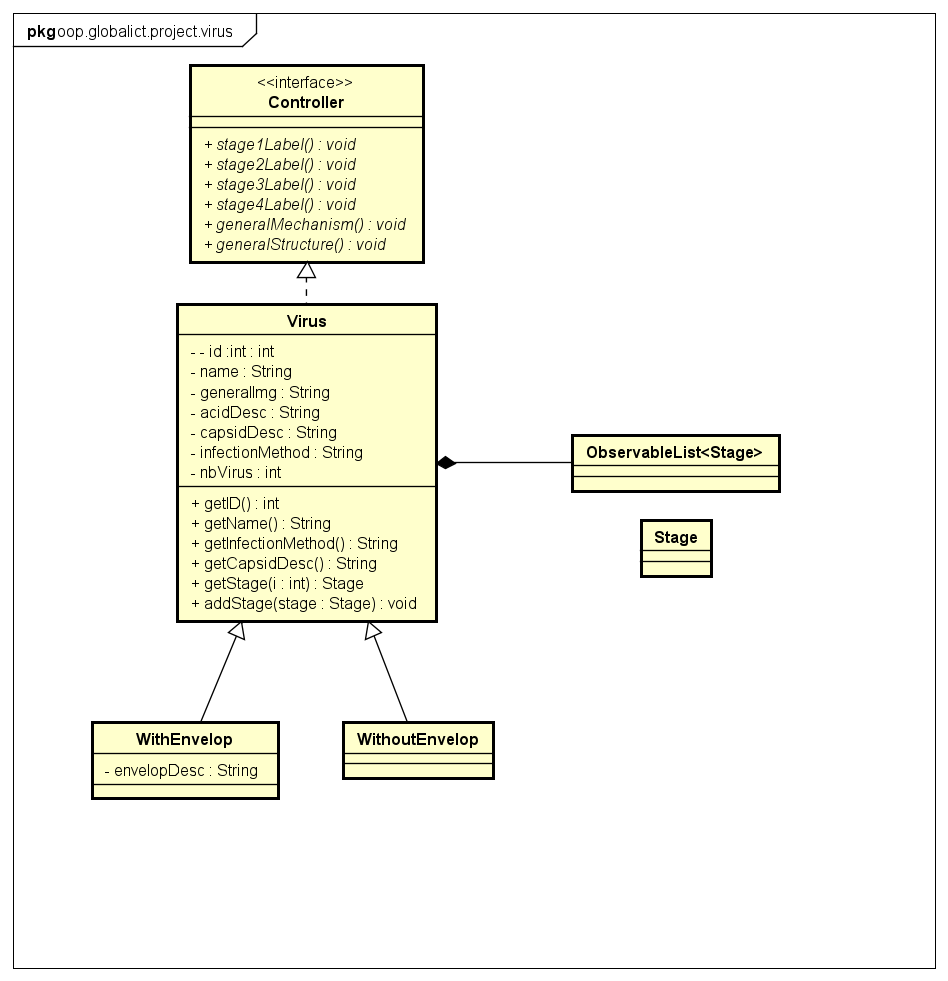 pkgoop.globalict.project.virus
<<interface>>
Controller
+ stage1Label() : void
+ stage2Label() : void
+ stage3Label() : void
+ stage4Label() : void
+ generalMechanism() : void
+ generalStructure() : void
Virus
- - id :int : int
- name : String
- generalImg : String
- acidDesc : String
- capsidDesc : String
- infectionMethod : String
- nbVirus : int
+ getID() : int
+ getName() : String
+ getInfectionMethod() : String
+ getCapsidDesc() : String
+ getStage(i : int) : Stage
+ addStage(stage : Stage) : void
ObservableList<Stage>
Stage
WithEnvelop
- envelopDesc : String
WithoutEnvelop